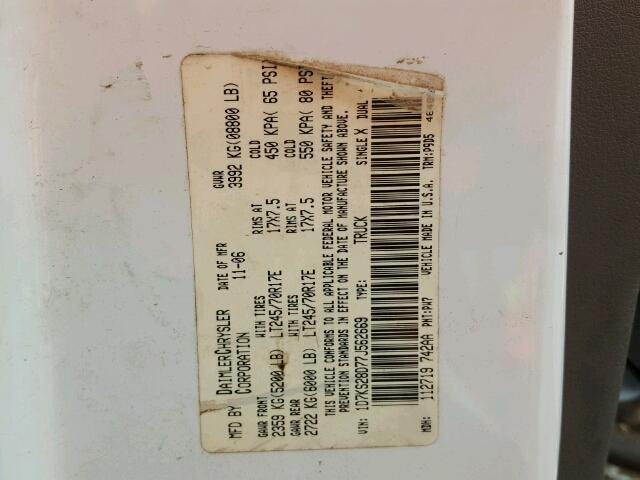 MFD BY DAIMLERCHRYSLER CORPORATION
DATE OF MFR 11-06
GVWR 3992 KG(08800 LB)
GAWR FRONT WITH TIRES RIMS AT COLD
2359 KG(5200 LB) LT245/70R17E 17X7.5 450 KPA( 65 PSI)
GAWR REAR WITH TIRES RIMS AT COLD
2722 KG(6000 LB) LT245/70R17E 17X7.5 550 KPA( 80 PSI
THIS VEHICLE CONFORMS TO ALL APPLICABLE FEDERAL MOTOR VEHICLE SAFETY AND THEFT
PREVENTION STANDARDS IN EFFECT ON THE DATE OF MANUFACTURE SHOWN ABOVE.
VIN: 1D7KS28D77J562669 TYPE: TRUCK SINGLE X DUAL
MDH: 112719 742AA PNT: PW7 VEHICLE MADE IN U.S.A. TRM: P9D5